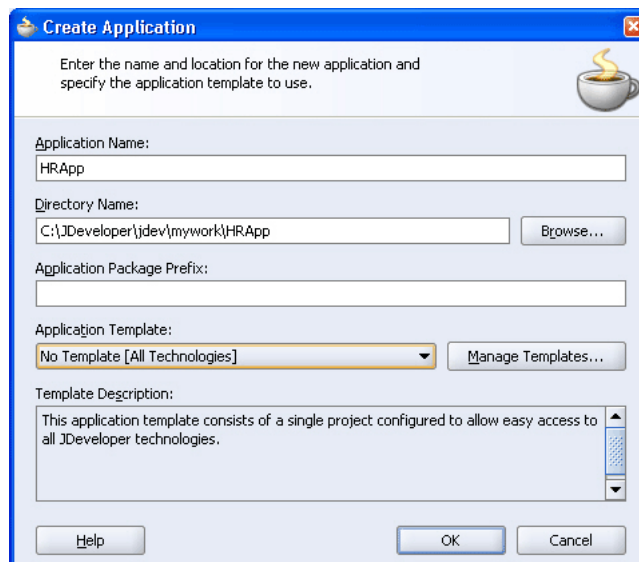 Create Application
Enter the name and location for the new application and
specify the application template to use.
Application Name:
HRApp
Directory Name:
C:\JDeveloper\jdev\mywork\HRApp
Browse...
Application Package Prefix:
Application Template:
No Template [All Technologies]
Manage Templates...
Template Description:
This application template consists of a single project configured to allow easy access to
all JDeveloper technologies.
Help
OK
Cancel